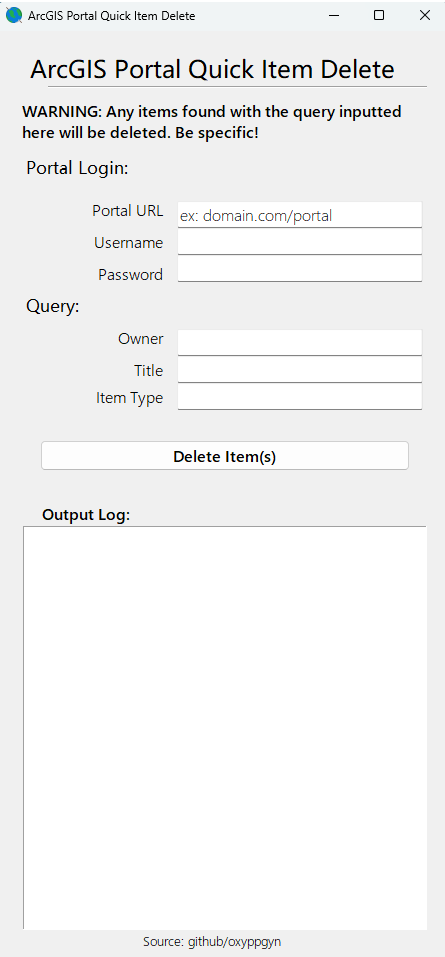 ArcGIS Portal Quick Item Delete
ArcGIS Portal Quick Item Delete
WARNING: Any items found with the query inputted
here will be deleted. Be specific!
Portal Login:
Portal URL
ex: domain.com/portal
Username
Password
Query:
Owner
Title
Item Type
Delete Item(s)
Output Log:
Source: github/oxyppgyn